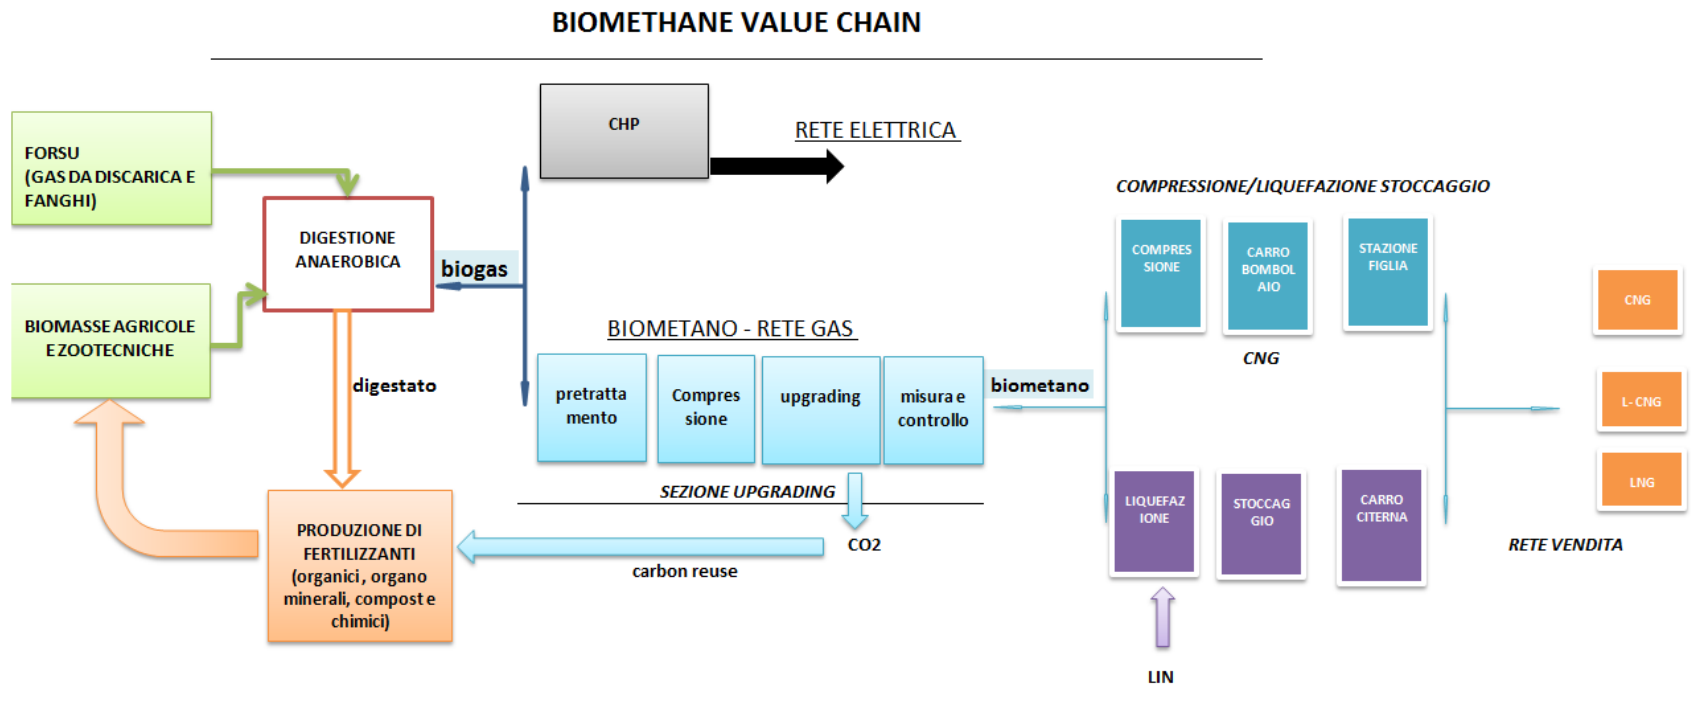 BIOMETHANE VALUE CHAIN
FORSU
(GAS DA DISCARICA E
FANGHI)
BIOMASSE AGRICOLE
E ZOOTECNICHE
DIGESTIONE
ANAEROBICA
biogas
digestato
PRODUZIONE DI
FERTILIZZANTI
(organici , organo
minerali, compost e
chimici)
CHP
RETE ELETTRICA
BIOMETANO - RETE GAS
pretratta
mento
Compres
sione
upgrading
misura e
controllo
SEZIONE UPGRADING
CO2
carbon reuse
biometano
COMPRESSIONE/LIQUEFAZIONE STOCCAGGIO
COMPRES
SIONE
CARRO
BOMBOL
AIO
STAZIONE
FIGLIA
CNG
LIQUEFAZ
IONE
STOCCAG
GIO
CARRO
CITERNA
LIN
CNG
L- CNG
LNG
RETE VENDITA